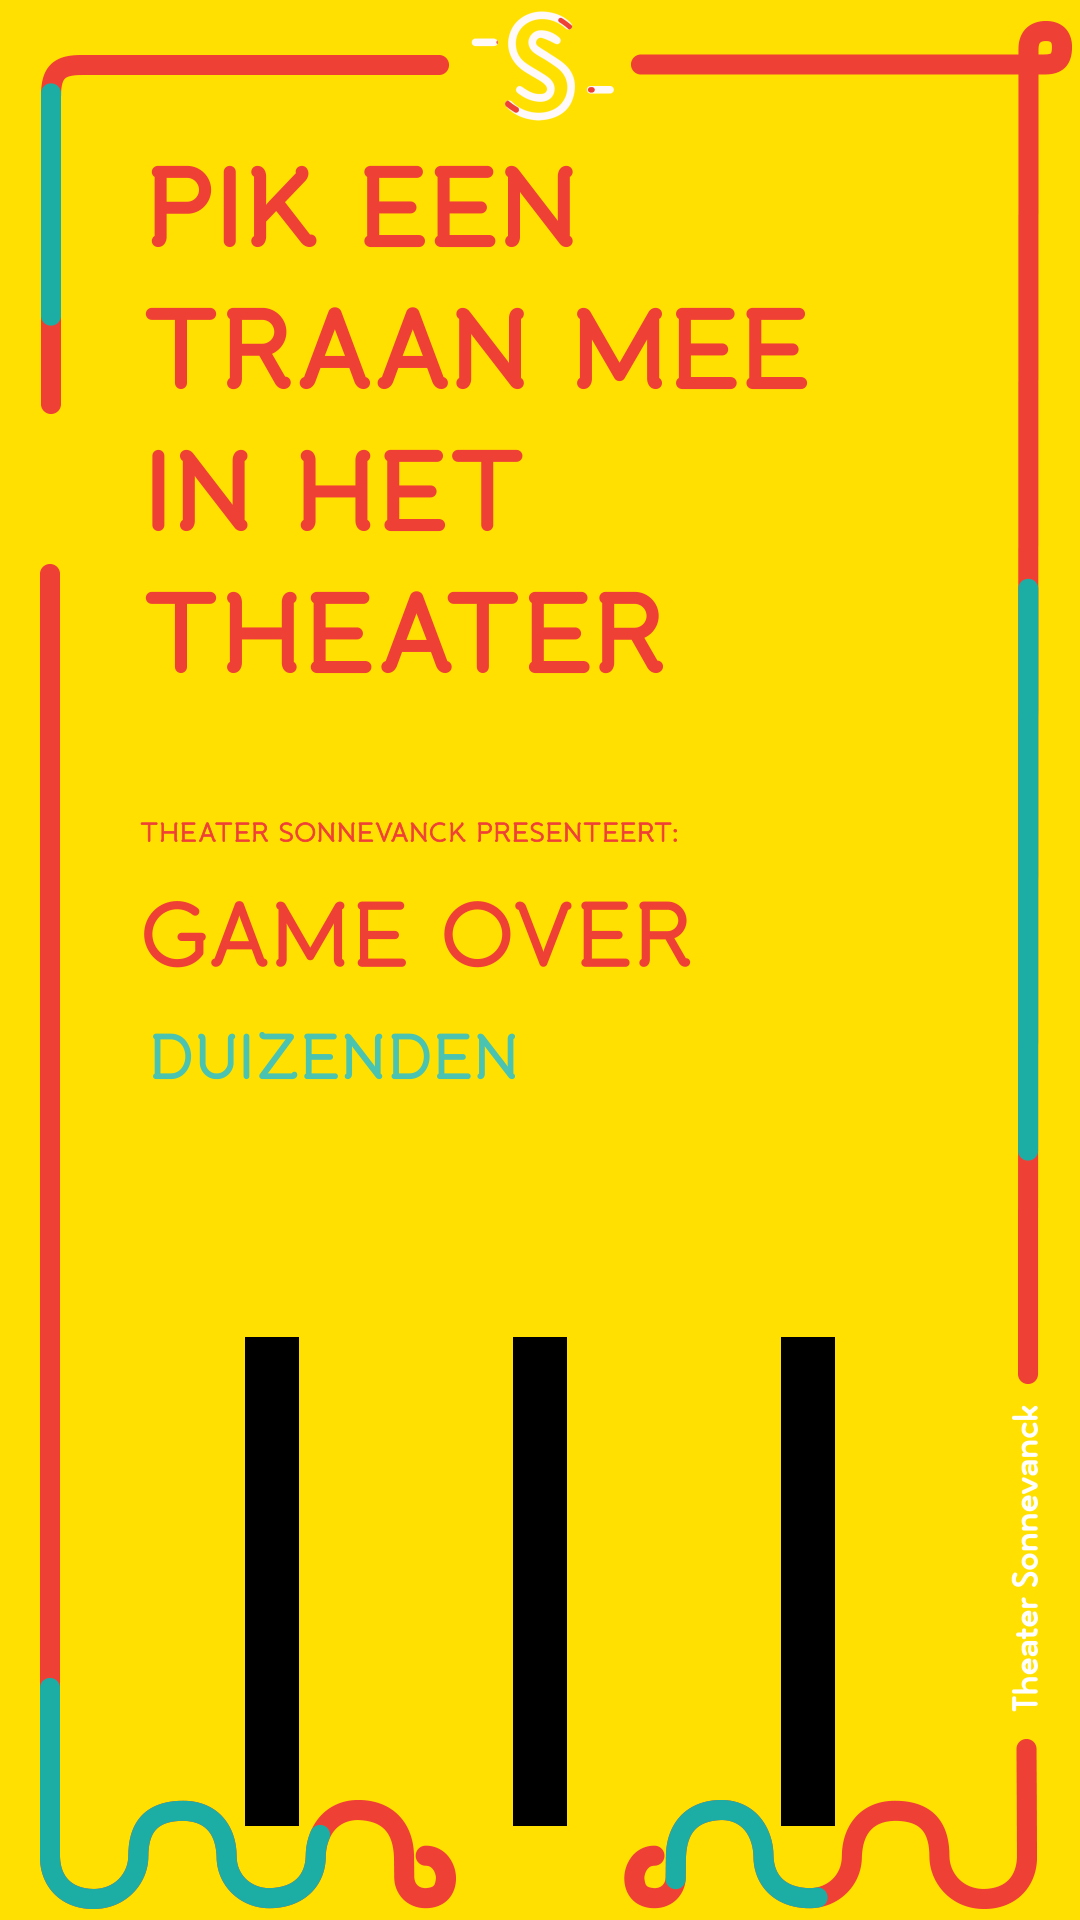 S
PIK EEN
TRAAN MEE
IN HET
THEATER
THEATER SONNEVANCK PRESENTEERT:
GAME OVER
DUIZENDEN
Theater Sonnevanck